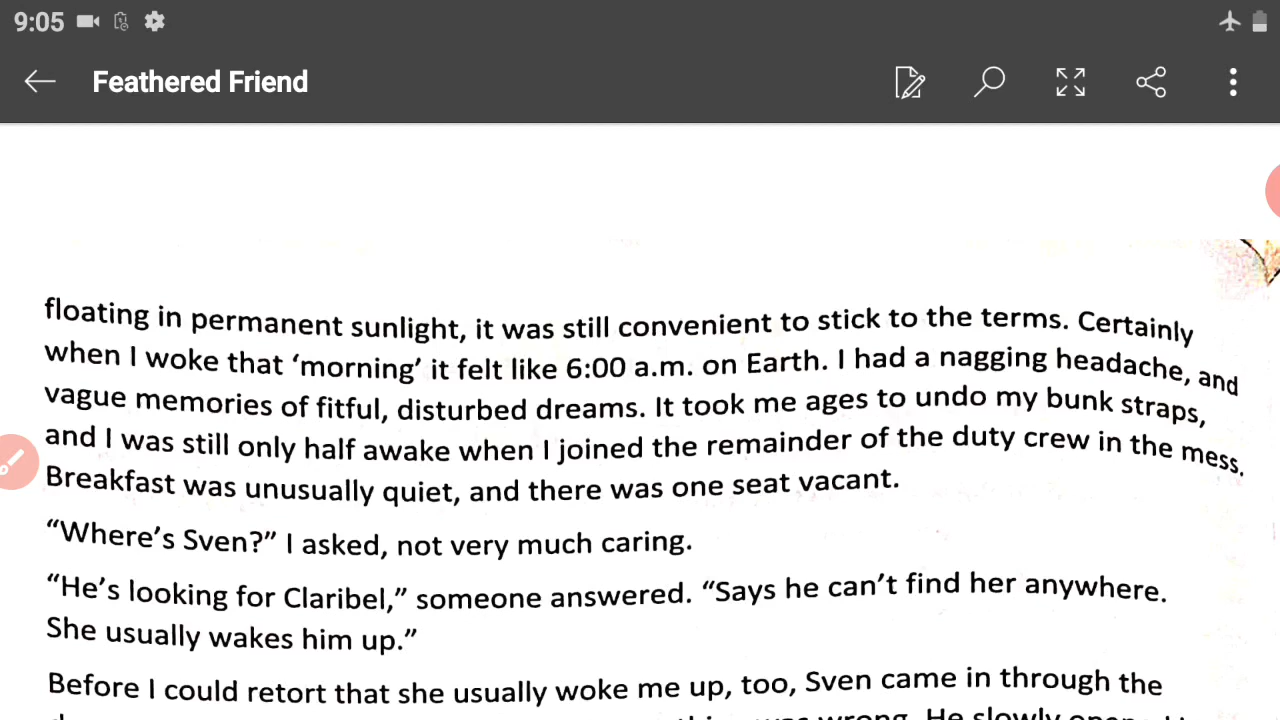 9:05
Feathered Friend
floating in permanent sunlight, it was still convenient to stick to the terms. Certainly
when I woke that ‘morning’ it felt like 6:00 a.m. on Earth. I had a nagging headache, and
vague memories of fitful, disturbed dreams. It took me ages to undo my bunk straps,
and I was still only half awake when I joined the remainder of the duty crew in the mess.
Breakfast was unusually quiet, and there was one seat vacant.
“Where’s Sven?” I asked, not very much caring.
“He’s looking for Claribel,” someone answered. “Says he can’t find her anywhere.
She usually wakes him up.”
Before I could retort that she usually woke me up, too, Sven came in through the
was wrong. He slowly